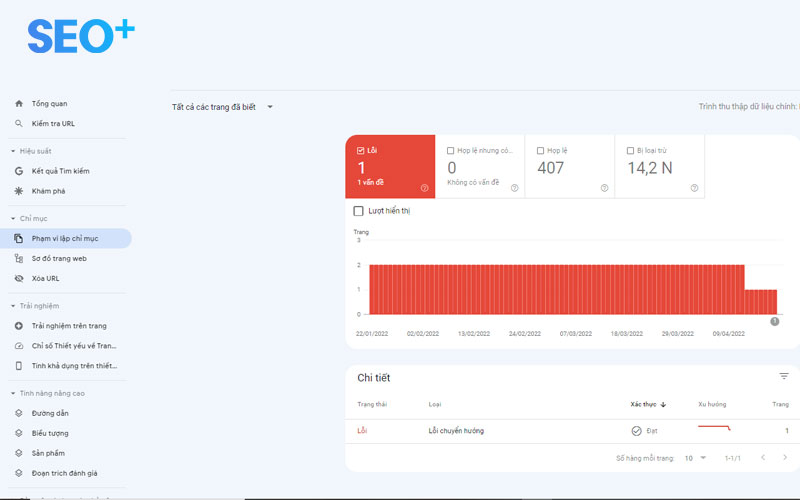 SEO+
Tổng quan
Kiểm tra URL
Hiệu suất
Kết quả Tìm kiếm
Khám phá
Chỉ mục
Phạm vi lập chỉ mục
Sơ đồ trang web
Xóa URL
Trải nghiệm
Trải nghiệm trên trang
Chỉ số Thiết yếu về Tran...
Tính khả dụng trên thiết...
Tính năng nâng cao
Đường dẫn
Biểu tượng
Sản phẩm
Đoạn trích đánh giá
Tất cả các trang đã biết
Trình thu thập dữ liệu chính:
Lỗi
1
1 vấn đề
Hợp lệ nhưng có...
0
Không có vấn đề
Hợp lệ
407
Bị loại trừ
14,2 N
Lượt hiển thị
Trang
3
2
1
0
22/01/2022 02/02/2022 13/02/2022 24/02/2022 07/03/2022 18/03/2022 29/03/2022 09/04/2022
1
Chi tiết
Trạng thái Loại Xác thực Xu hướng Trang
Lỗi Lỗi chuyển hướng Đạt 1
Số hàng mỗi trang: 10 1-1/1